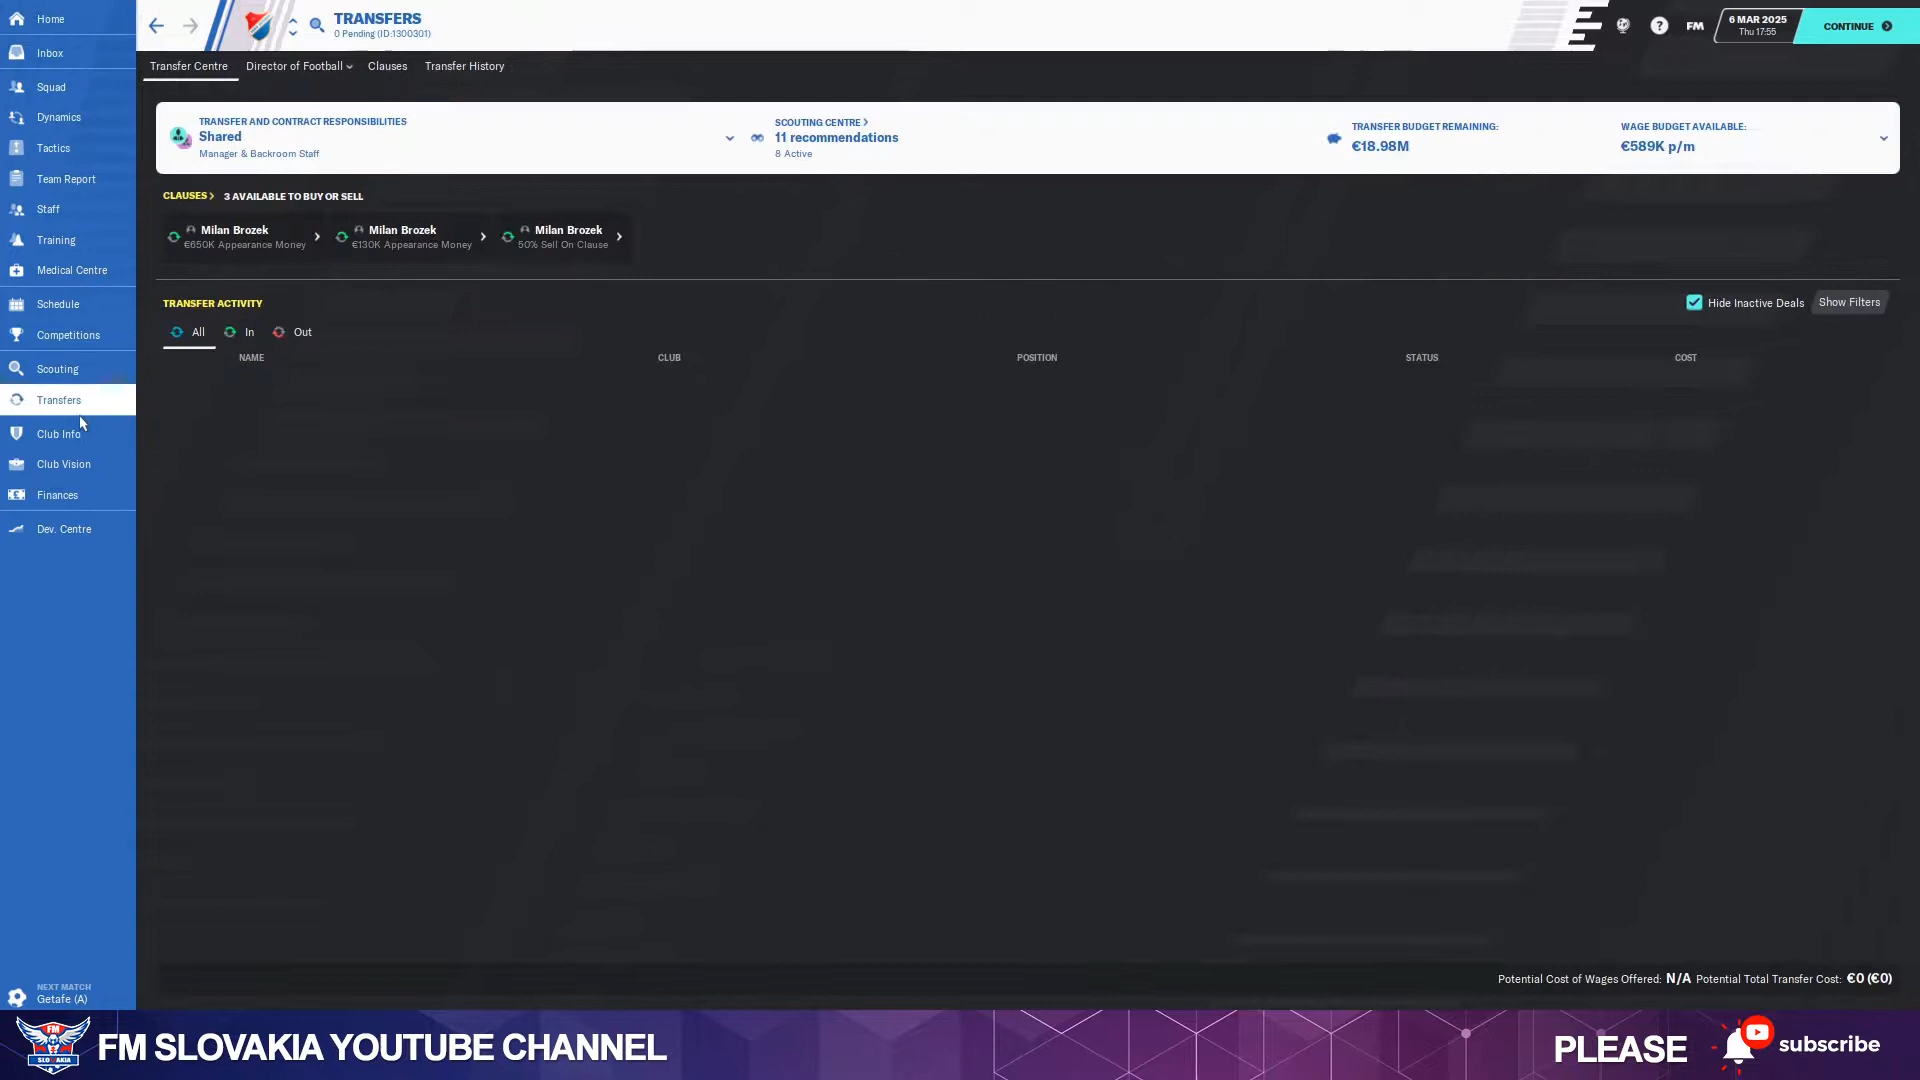 Home
Inbox
Squad
Dynamics
Tactics
Team Report
Staff
Training
Medical Centre
Schedule
Competitions
Scouting
Transfers
Club Info
Club Vision
Finances
Dev. Centre
NEXT MATCH
Getafe (A)
TRANSFERS
0 Pending (ID:1300301)
FM
6 MAR 2025
Thu 17:55
CONTINUE
Transfer Centre Director of Football Clauses Transfer History
TRANSFER AND CONTRACT RESPONSIBILITIES
Shared
Manager & Backroom Staff
SCOUTING CENTRE >
11 recommendations
8 Active
TRANSFER BUDGET REMAINING:
€18.98M
WAGE BUDGET AVAILABLE:
€589K p/m
CLAUSES > 3 AVAILABLE TO BUY OR SELL
Milan Brozek
€650K Appearance Money
Milan Brozek
€130K Appearance Money
Milan Brozek
50% Sell On Clause
TRANSFER ACTIVITY
Hide Inactive Deals Show Filters
All In Out
NAME CLUB POSITION STATUS COST
Potential Cost of Wages Offered: N/A Potential Total Transfer Cost: €0 (€0)
FM
SLOVAKIA
FM SLOVAKIA YOUTUBE CHANNEL
PLEASE subscribe